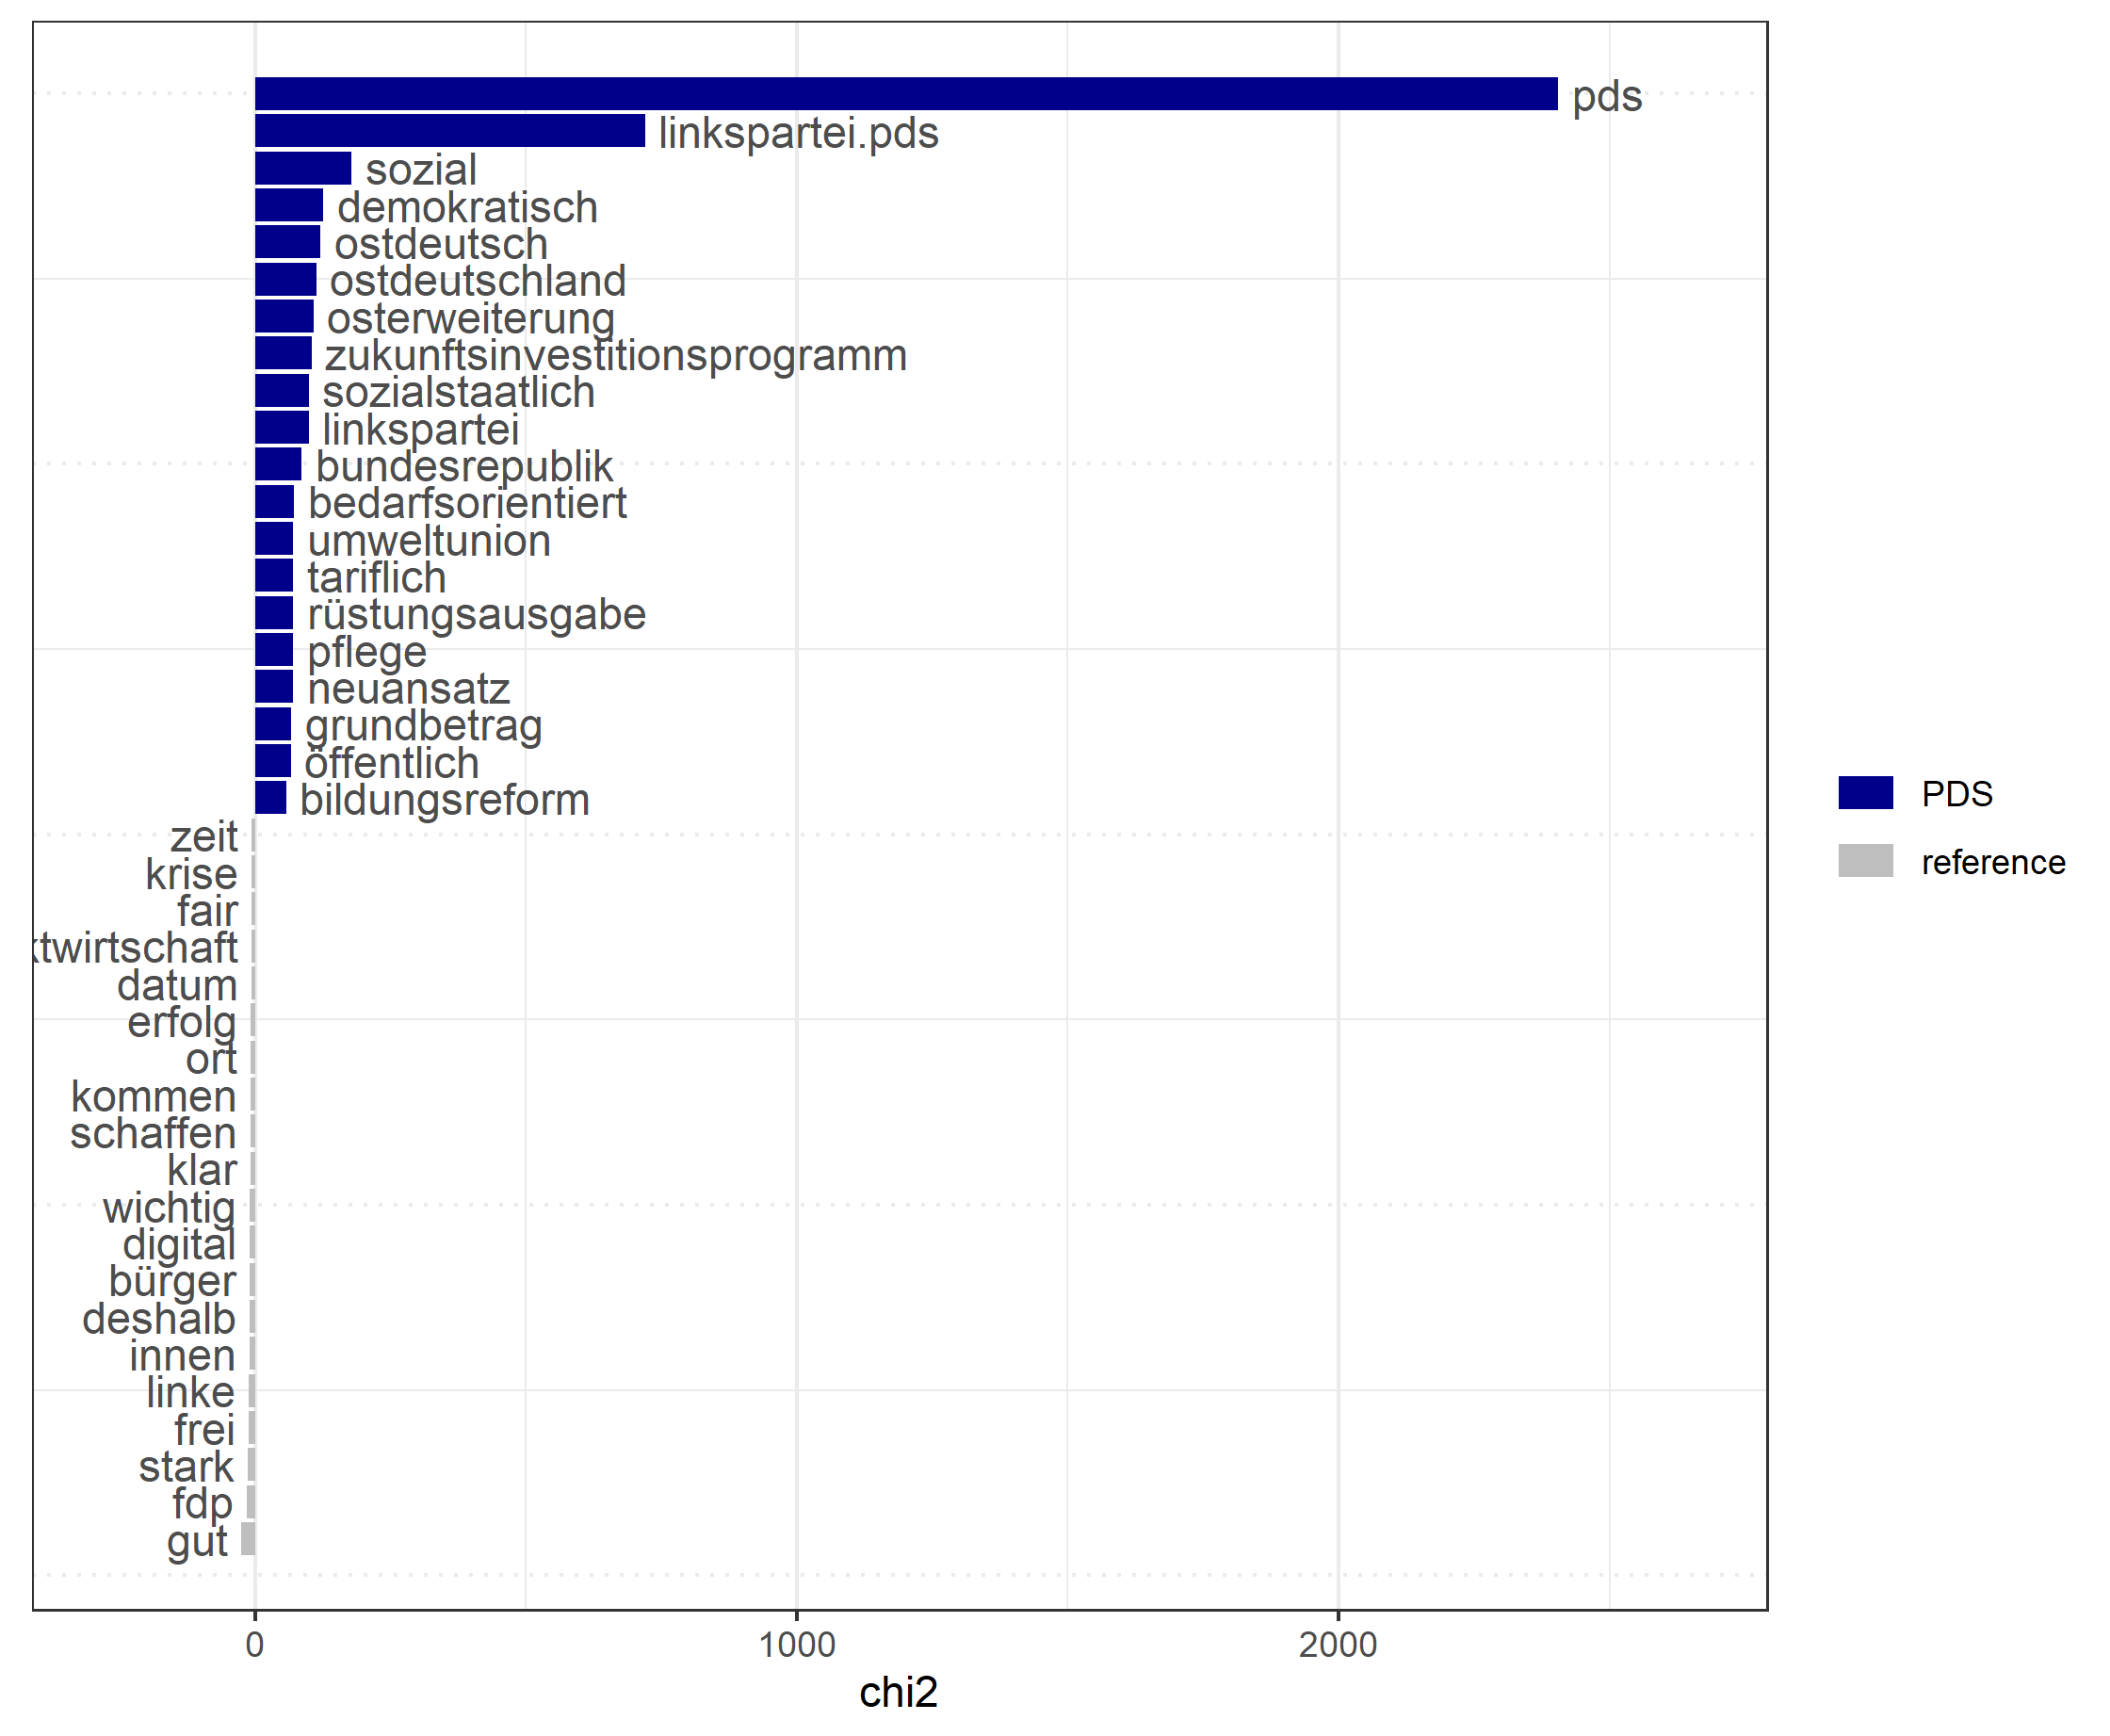 pds
linkspartei.pds
sozial
demokratisch
ostdeutsch
ostdeutschland
osterweiterung
zukunftsinvestitionsprogramm
sozialstaatlich
linkspartei
bundesrepublik
bedarfsorientiert
umweltunion
tariflich
rüstungsausgabe
pflege
neuansatz
grundbetrag
öffentlich
bildungsreform
zeit
krise
fair
ktwirtschaft
datum
erfolg
ort
kommen
schaffen
klar
wichtig
digital
bürger
deshalb
innen
linke
frei
stark
fdp
gut
0 1000 2000
chi2
PDS
reference